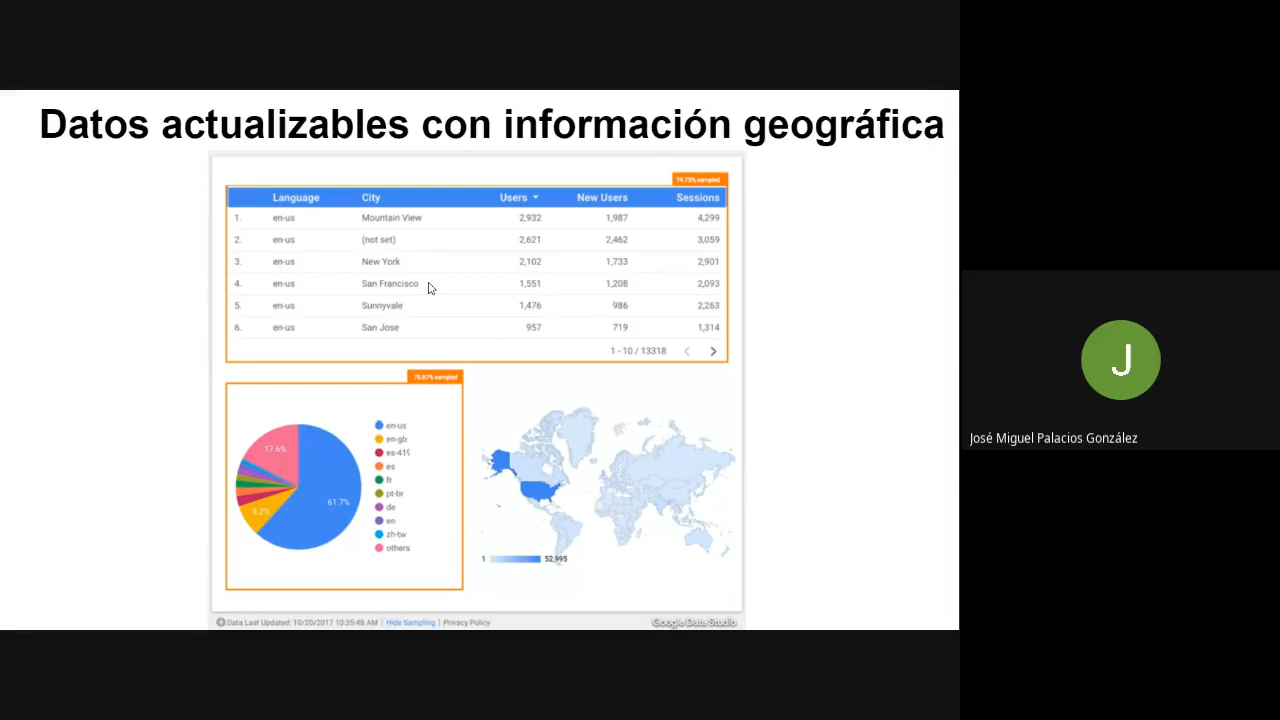 Datos actualizables con información geográfica
Language City Users New Users Sessions
1. en-us Mountain View 2,932 1,987 4,299
2. en-us (not set) 2,621 2,462 3,059
3. en-us New York 2,102 1,733 2,901
4. en-us San Francisco 1,551 1,208 2,093
5. en-us Sunnyvale 1,476 986 2,263
6. en-us San Jose 957 719 1,314
1 - 10 / 13318
17.6%
61.7%
en-us
en-gb
es-419
es
fr
pt-br
de
en
zh-tw
others
1 52,995
Data Last Updated: 10/20/2017 10:35:48 AM | Hide Sampling | Privacy Policy
Google Data Studio
J
José Miguel Palacios González